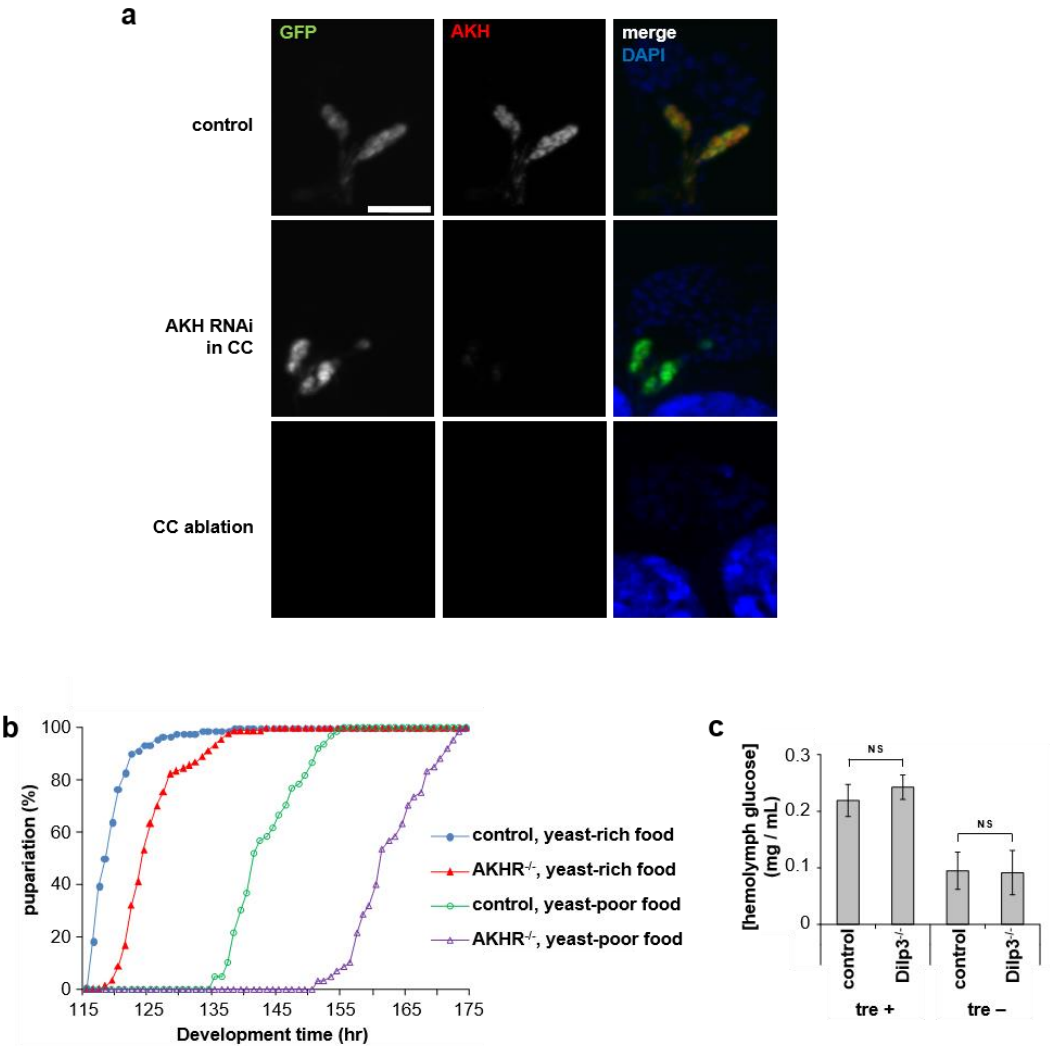 a
GFP
AKH
merge
DAPI
control
AKH RNAi
in CC
CC ablation
b
100
80
60
40
20
0
pupariation (%)
115
125
135
145
155
165
175
Development time (hr)
control, yeast-rich food
AKHR-/-, yeast-rich food
control, yeast-poor food
AKHR-/-, yeast-poor food
c
[hemolymph glucose]
(mg / mL)
0.3
0.2
0.1
0
NS
NS
control
Dilp3-/-
control
Dilp3-/-
tre +
tre –